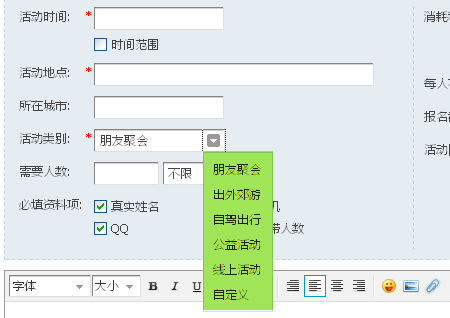 活动时间: 消耗
时间范围
活动地点:
每人
所在城市:
报名
活动类别: 朋友聚会
活动
需要人数: 不限
朋友聚会
出外郊游
自驾出行
公益活动
线上活动
自定义
必填资料项: 真实姓名
QQ 带人数
字体 大小 B I U